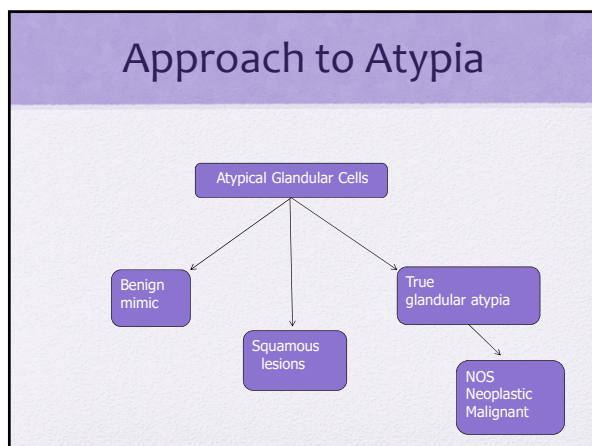 Approach to Atypia
Atypical Glandular Cells
Benign
mimic
Squamous
lesions
True
glandular atypia
NOS
Neoplastic
Malignant